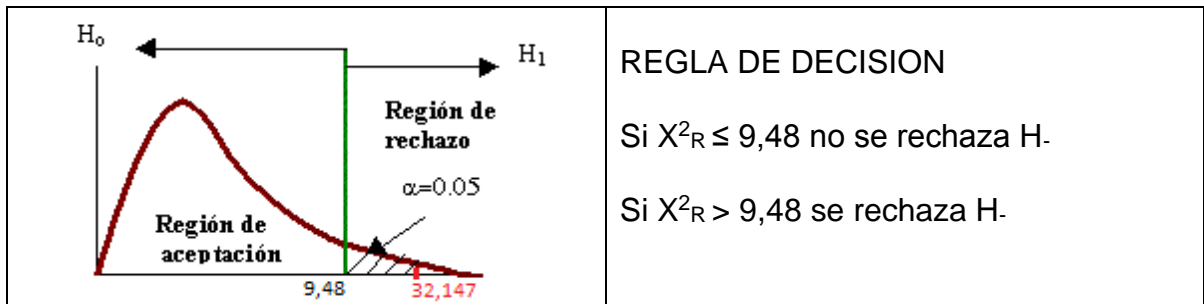 Hₒ
H₁
Región de
rechazo
α=0.05
Región de
aceptación
9,48
32,147
REGLA DE DECISION
Si X²R ≤ 9,48 no se rechaza H-
Si X²R > 9,48 se rechaza H-